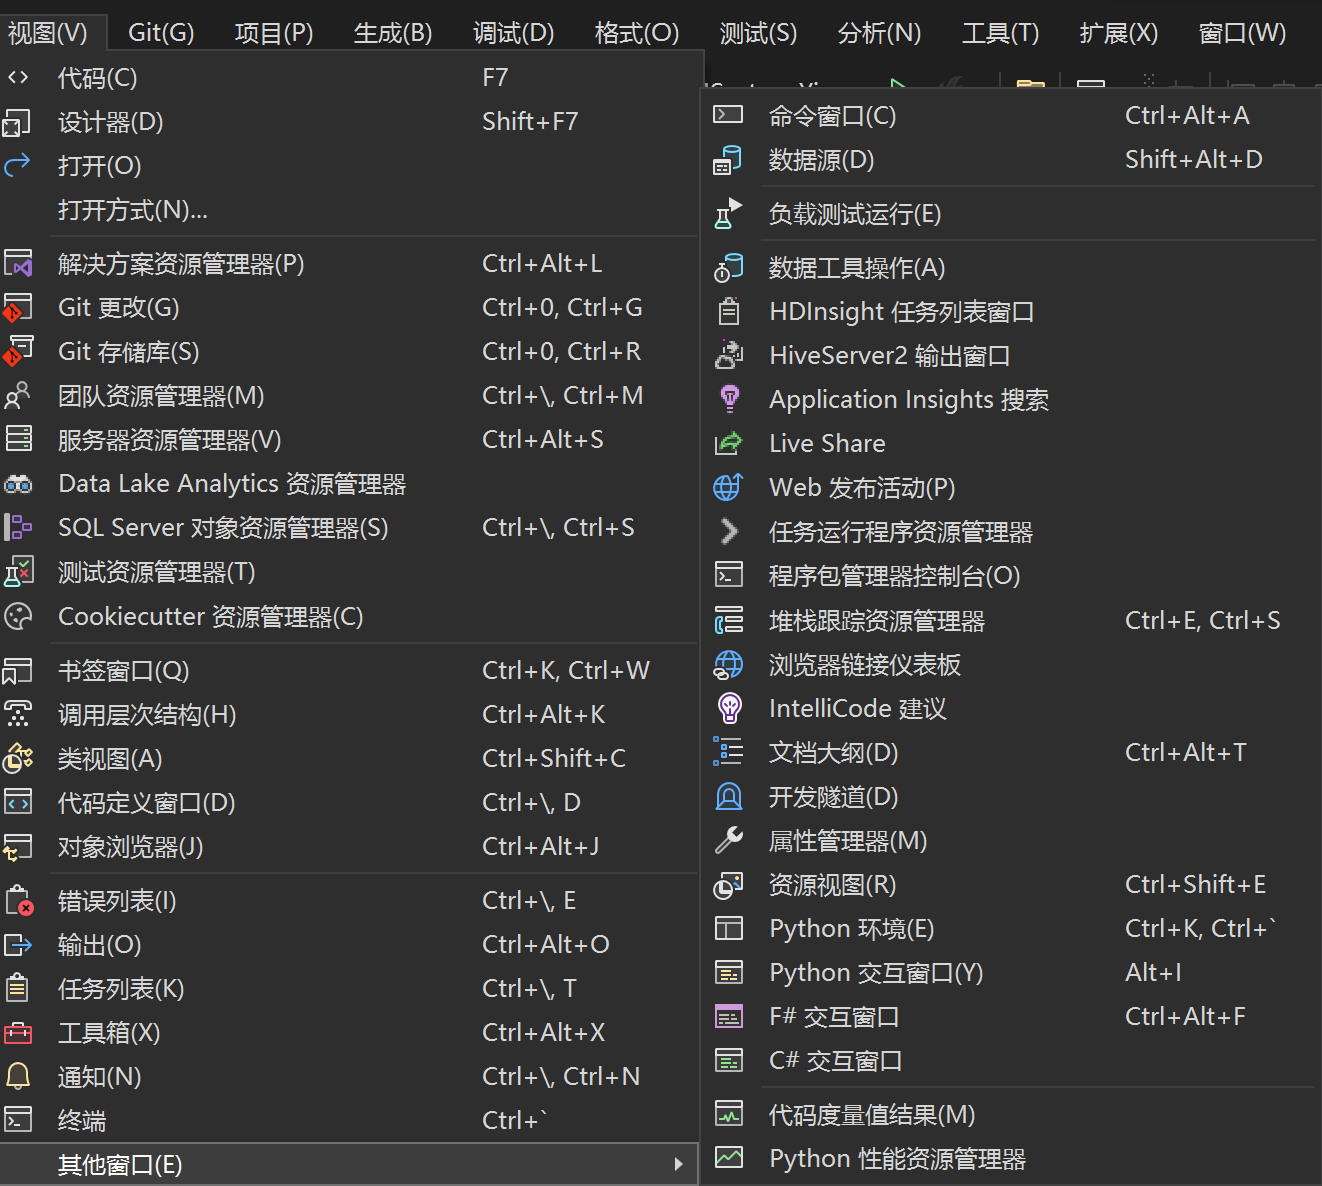 视图(V) Git(G) 项目(P) 生成(B) 调试(D) 格式(O) 测试(S) 分析(N) 工具(T) 扩展(X) 窗口(W)
代码(C) F7
设计器(D) Shift+F7
打开(O)
打开方式(N)...
解决方案资源管理器(P) Ctrl+Alt+L
Git 更改(G) Ctrl+0, Ctrl+G
Git 存储库(S) Ctrl+0, Ctrl+R
团队资源管理器(M) Ctrl+\, Ctrl+M
服务器资源管理器(V) Ctrl+Alt+S
Data Lake Analytics 资源管理器
SQL Server 对象资源管理器(S) Ctrl+\, Ctrl+S
测试资源管理器(T)
Cookiecutter 资源管理器(C)
书签窗口(Q) Ctrl+K, Ctrl+W
调用层次结构(H) Ctrl+Alt+K
类视图(A) Ctrl+Shift+C
代码定义窗口(D) Ctrl+\, D
对象浏览器(J) Ctrl+Alt+J
错误列表(I) Ctrl+\, E
输出(O) Ctrl+Alt+O
任务列表(K) Ctrl+\, T
工具箱(X) Ctrl+Alt+X
通知(N) Ctrl+\, Ctrl+N
终端 Ctrl+`
其他窗口(E)
命令窗口(C) Ctrl+Alt+A
数据源(D) Shift+Alt+D
负载测试运行(E)
数据工具操作(A)
HDInsight 任务列表窗口
HiveServer2 输出窗口
Application Insights 搜索
Live Share
Web 发布活动(P)
任务运行程序资源管理器
程序包管理器控制台(O)
堆栈跟踪资源管理器 Ctrl+E, Ctrl+S
浏览器链接仪表板
IntelliCode 建议
文档大纲(D) Ctrl+Alt+T
开发隧道(D)
属性管理器(M)
资源视图(R) Ctrl+Shift+E
Python 环境(E) Ctrl+K, Ctrl+`
Python 交互窗口(Y) Alt+I
F# 交互窗口 Ctrl+Alt+F
C# 交互窗口
代码度量值结果(M)
Python 性能资源管理器